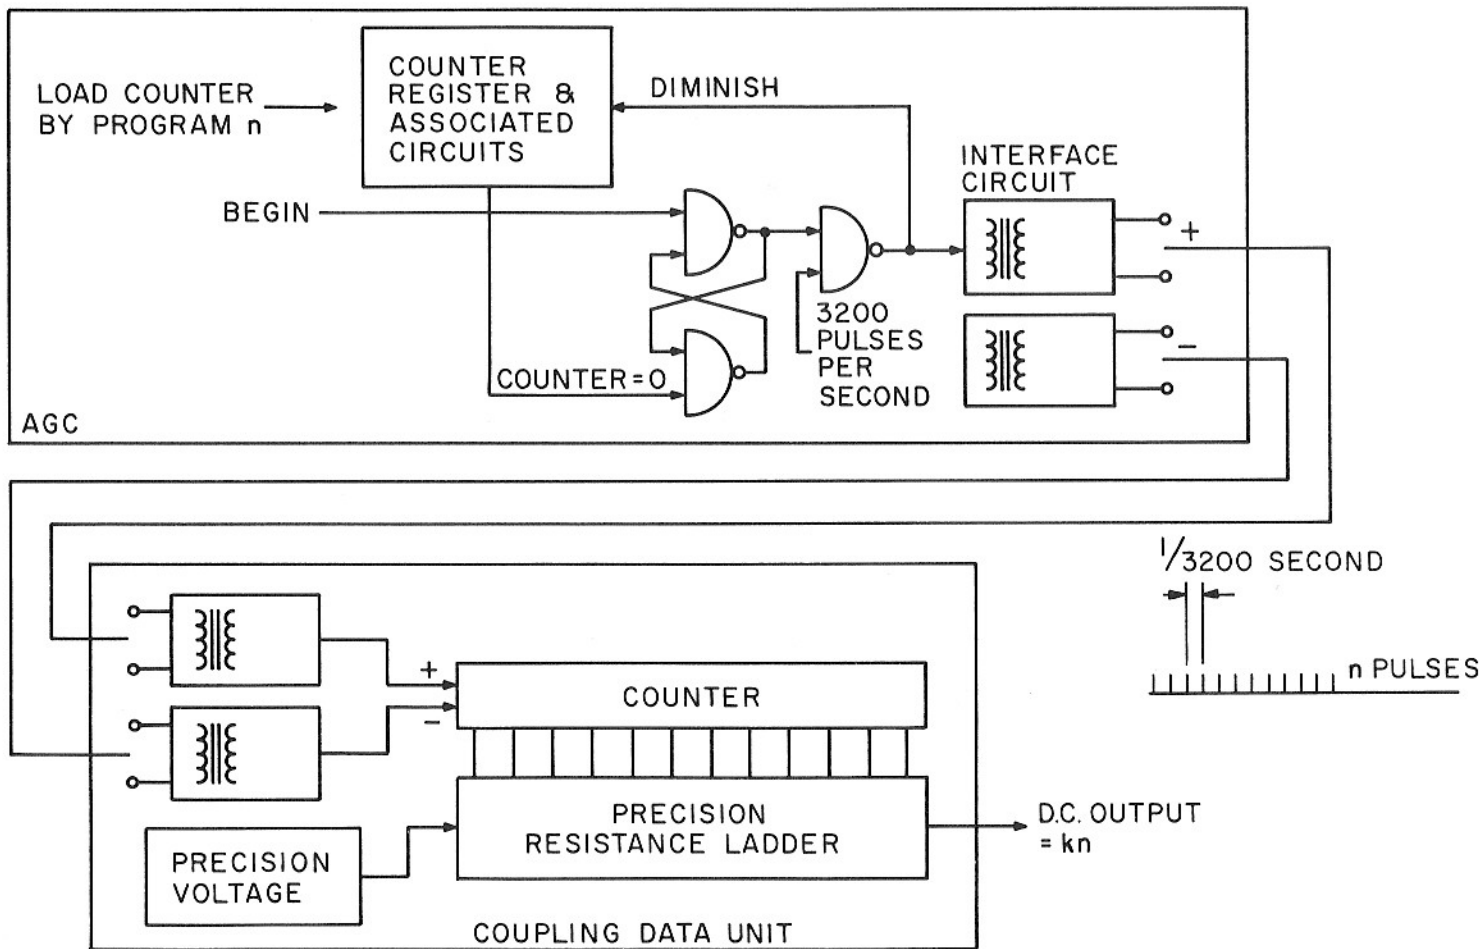 COUNTER
REGISTER &
ASSOCIATED
CIRCUITS
LOAD COUNTER
BY PROGRAM n
DIMINISH
BEGIN
INTERFACE
CIRCUIT
+
-
3200
PULSES
PER
SECOND
COUNTER=0
AGC
1/3200 SECOND
n PULSES
+
-
COUNTER
PRECISION
RESISTANCE LADDER
D.C. OUTPUT
= kn
PRECISION
VOLTAGE
COUPLING DATA UNIT